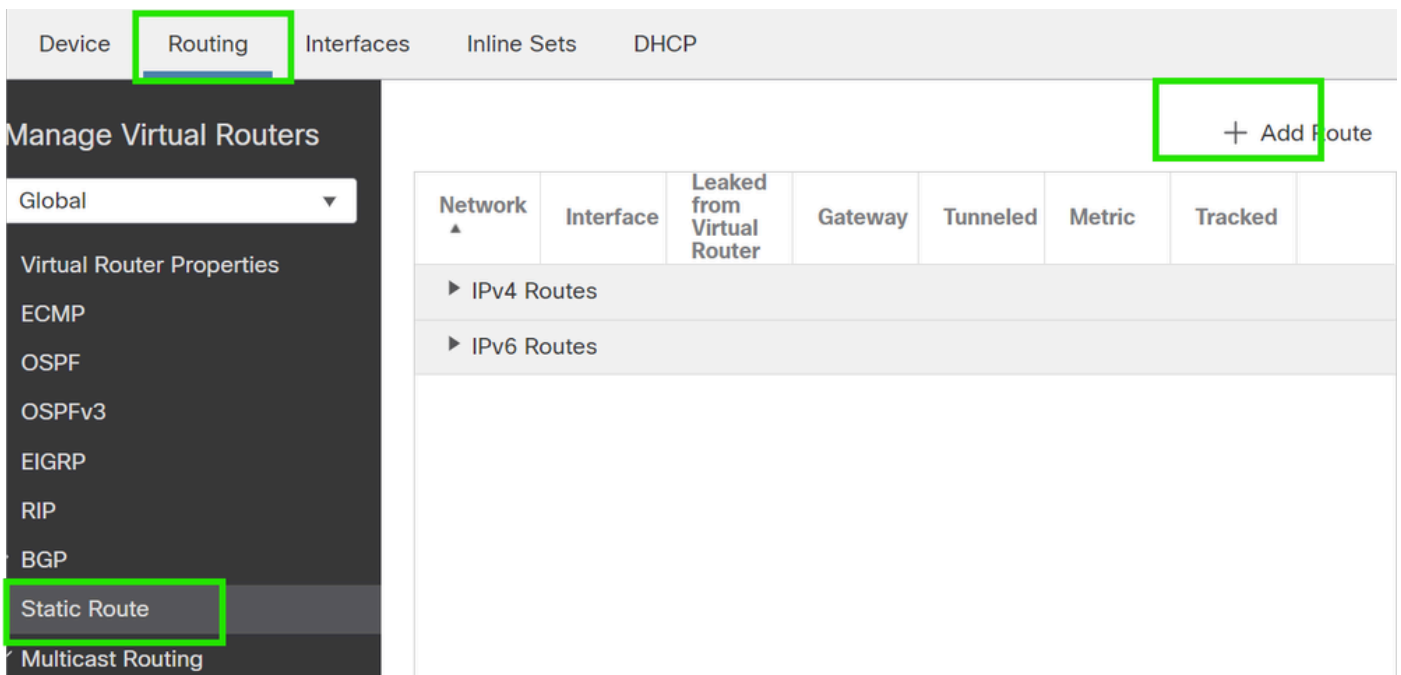 Device Routing Interfaces Inline Sets DHCP
Manage Virtual Routers
Global
Virtual Router Properties
ECMP
OSPF
OSPFv3
EIGRP
RIP
BGP
Static Route
Multicast Routing
+ Add Route
Network Interface Leaked from Virtual Router Gateway Tunneled Metric Tracked
IPv4 Routes
IPv6 Routes